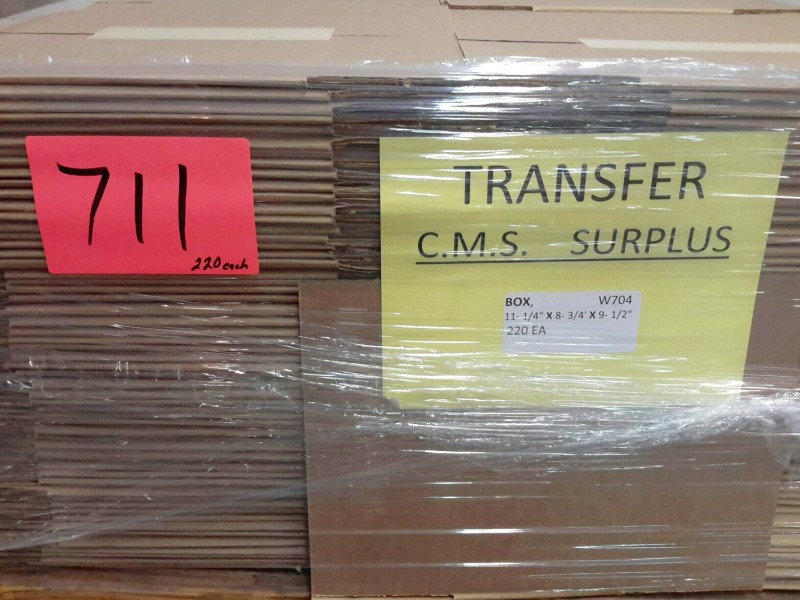 711
220 each
TRANSFER
C.M.S. SURPLUS
BOX, W704
11- 1/4" X 8- 3/4' X 9- 1/2"
220 EA